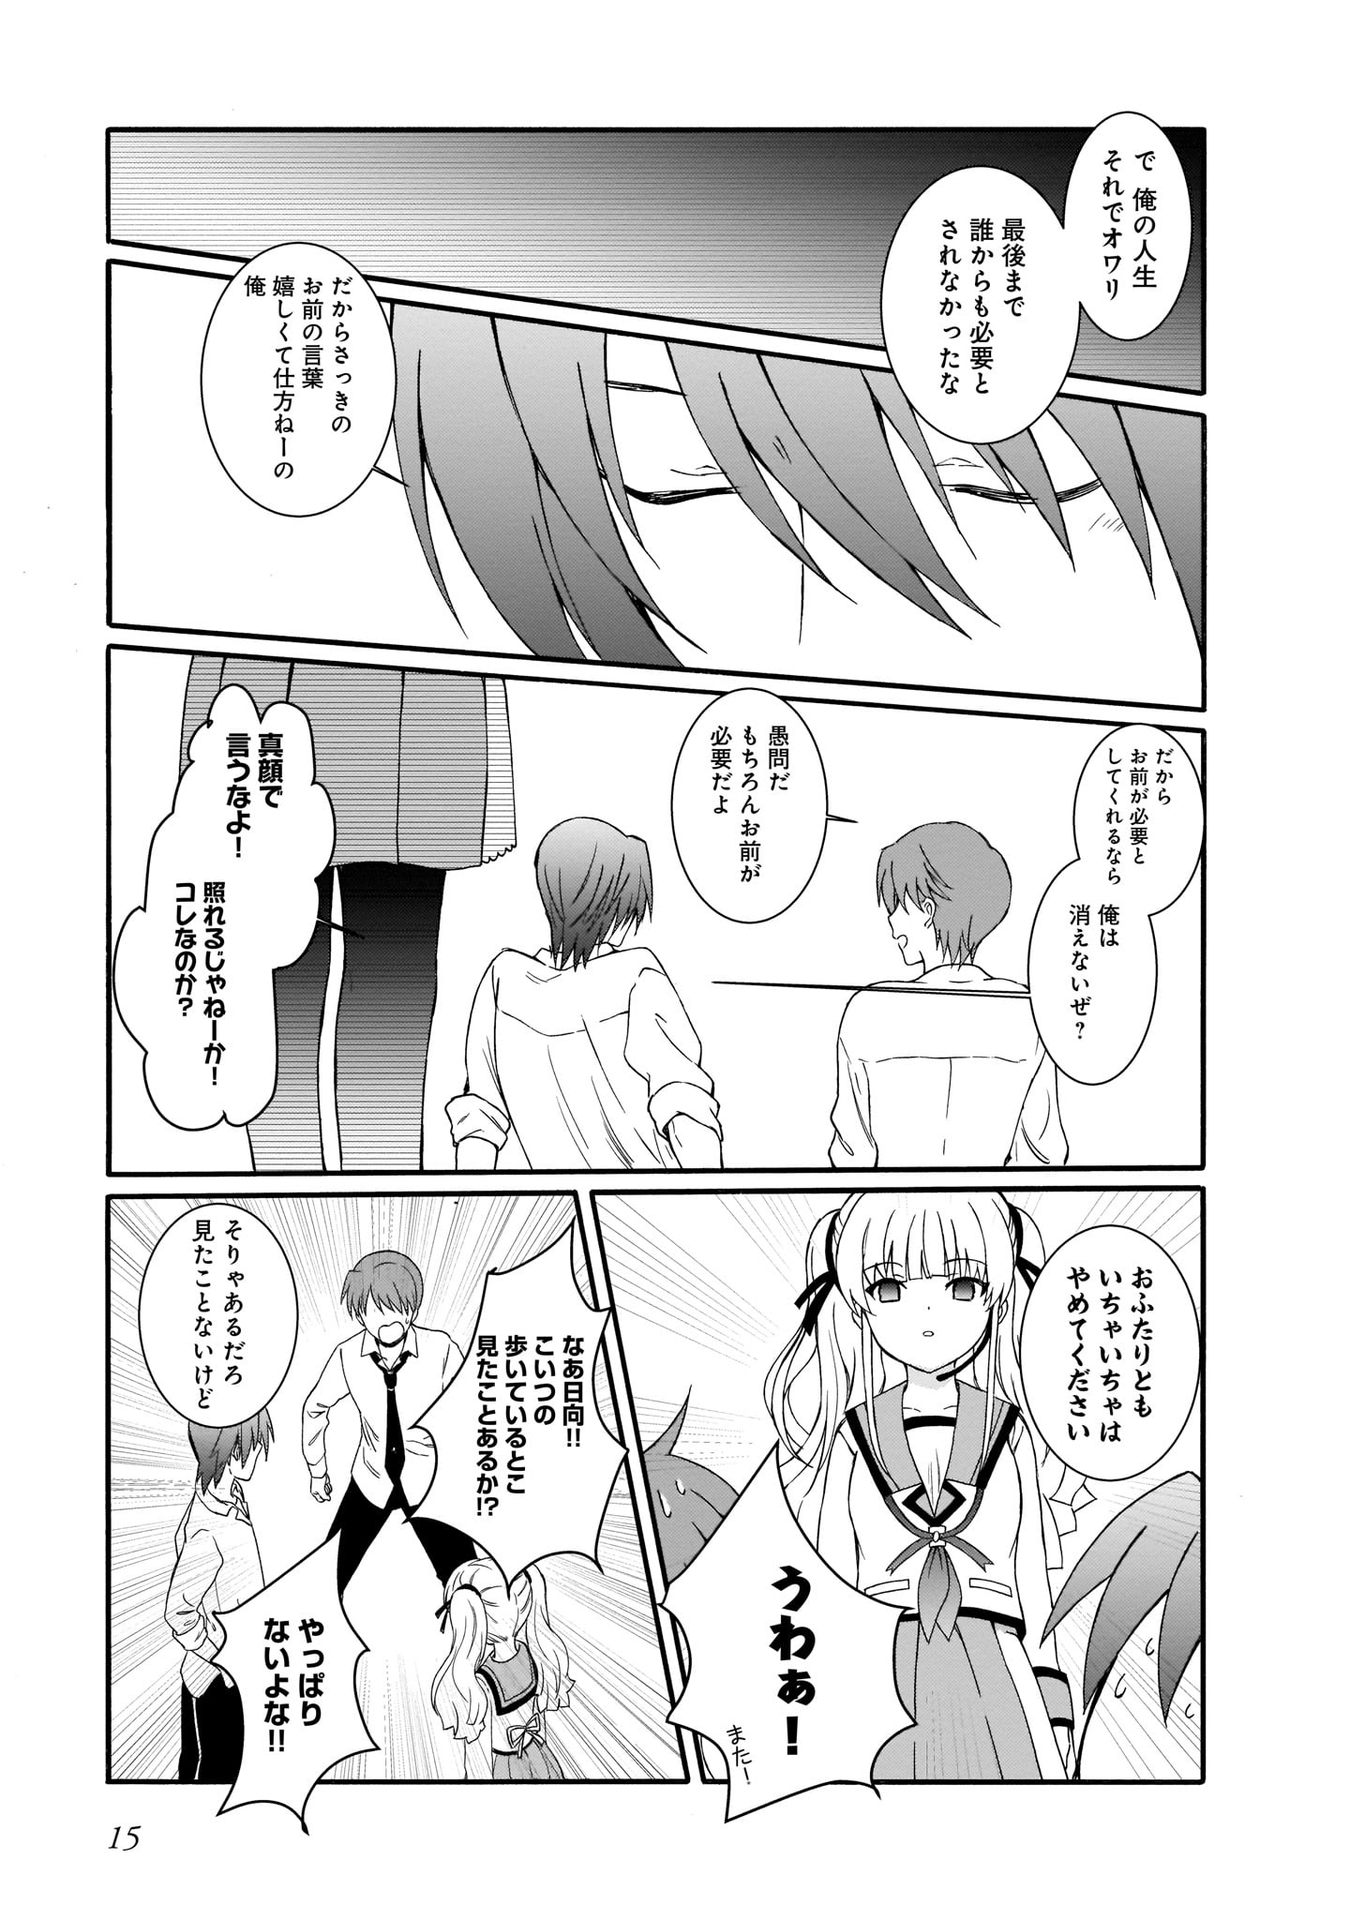 で 俺の人生
それでオワリ
最後まで
誰からも必要と
されなかったな
だからさっきの
お前の言葉
嬉しくて仕方ねーの
俺
だから
お前が必要と
してくれるなら
俺は
消えないぜ？
愚問だ
もちろんお前が
必要だよ
真顔で
言うなよ！
照れるじゃねーか！
コレなのか？
おふたりとも
いちゃいちゃは
やめてください
うわぁ！
また！
なあ日向!!
こいつの
歩いているとこ
見たことあるか!?
そりゃあるだろ
見たことないけど
やっぱり
ないよな!!
15